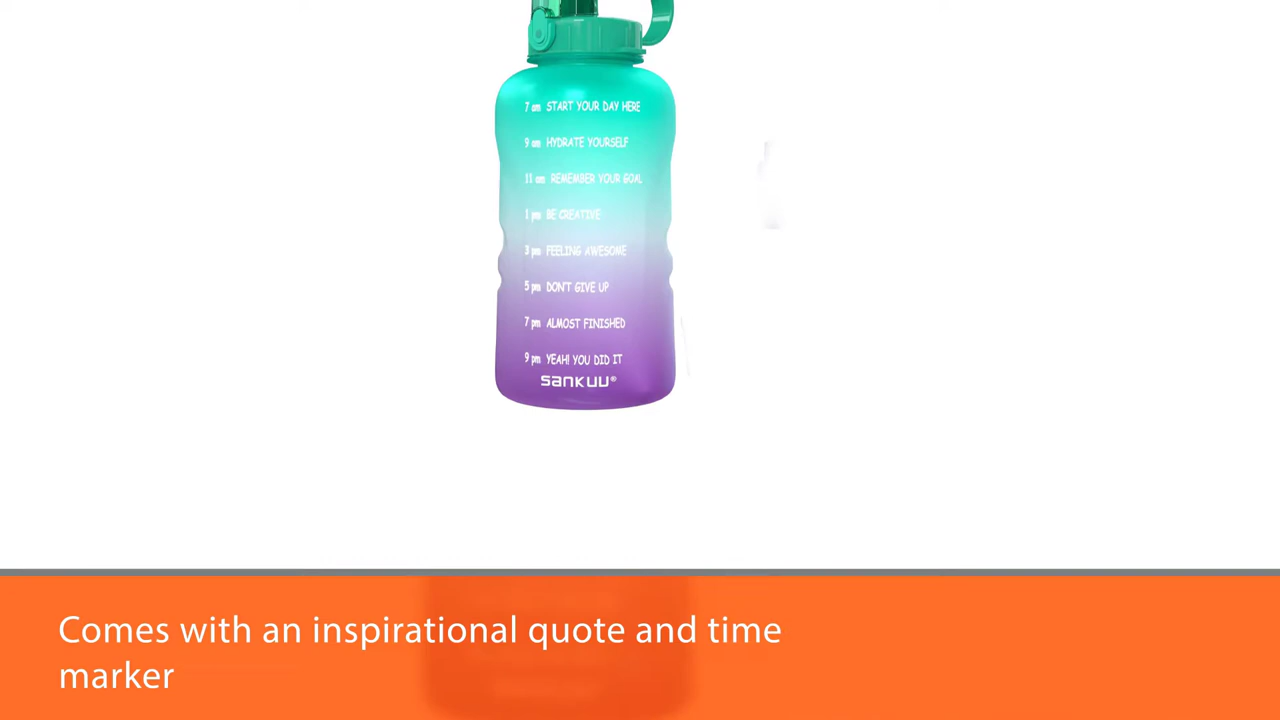 7 am START YOUR DAY HERE
9 am HYDRATE YOURSELF
11 am REMEMBER YOUR GOAL
1 pm BE CREATIVE
3 pm FEELING AWESOME
5 pm DON'T GIVE UP
7 pm ALMOST FINISHED
9 pm YEAH! YOU DID IT
sankuu®
Comes with an inspirational quote and time
marker